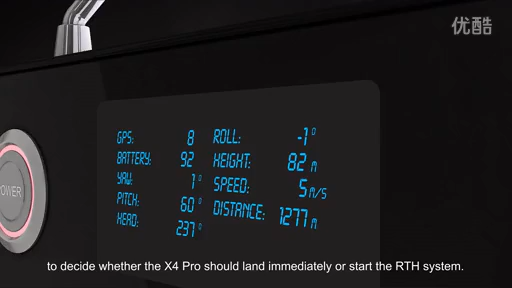 优酷
GPS: 8 ROLL: -1°
BATTERY: 92 HEIGHT: 82 m
YAW: 1° SPEED: 5 m/s
PITCH: 60° DISTANCE: 1277 m
HEAD: 237°
POWER
to decide whether the X4 Pro should land immediately or start the RTH system.